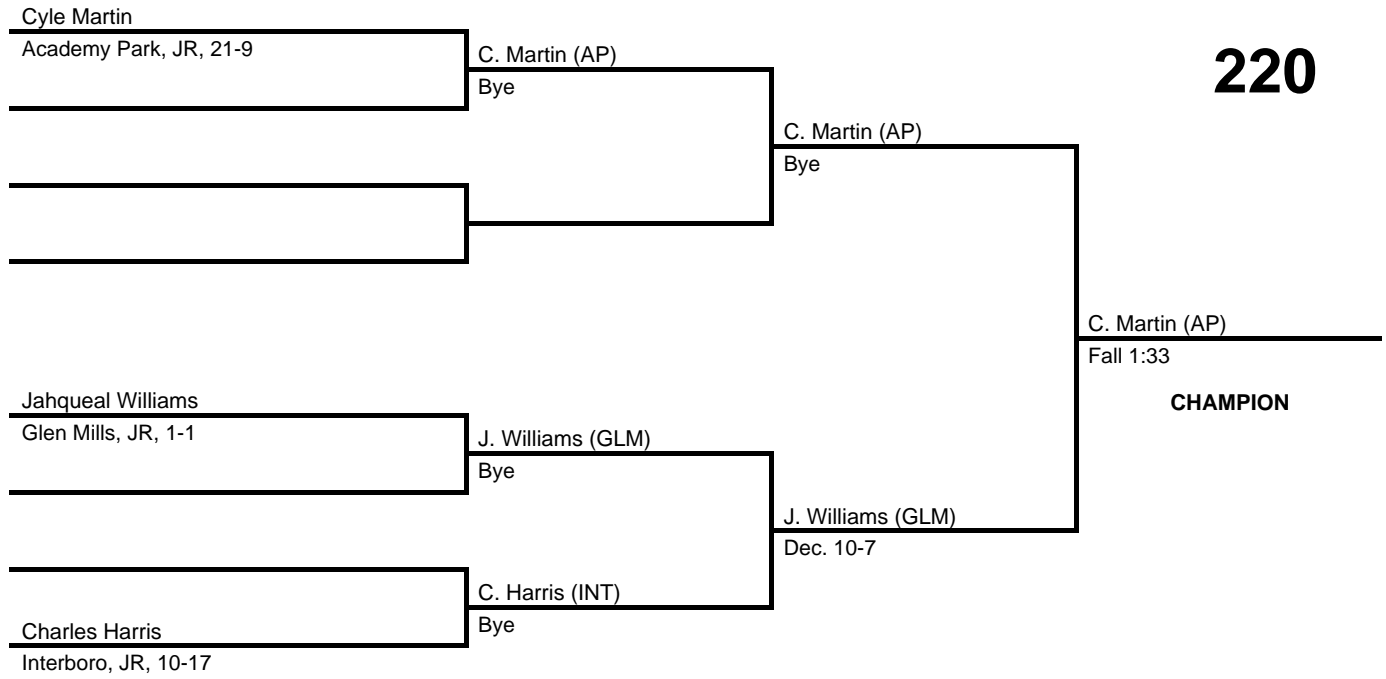 Cyle Martin
Academy Park, JR, 21-9
C. Martin (AP)
Bye
220
C. Martin (AP)
Bye
C. Martin (AP)
Fall 1:33
CHAMPION
Jahqueal Williams
Glen Mills, JR, 1-1
J. Williams (GLM)
Bye
J. Williams (GLM)
Dec. 10-7
C. Harris (INT)
Bye
Charles Harris
Interboro, JR, 10-17